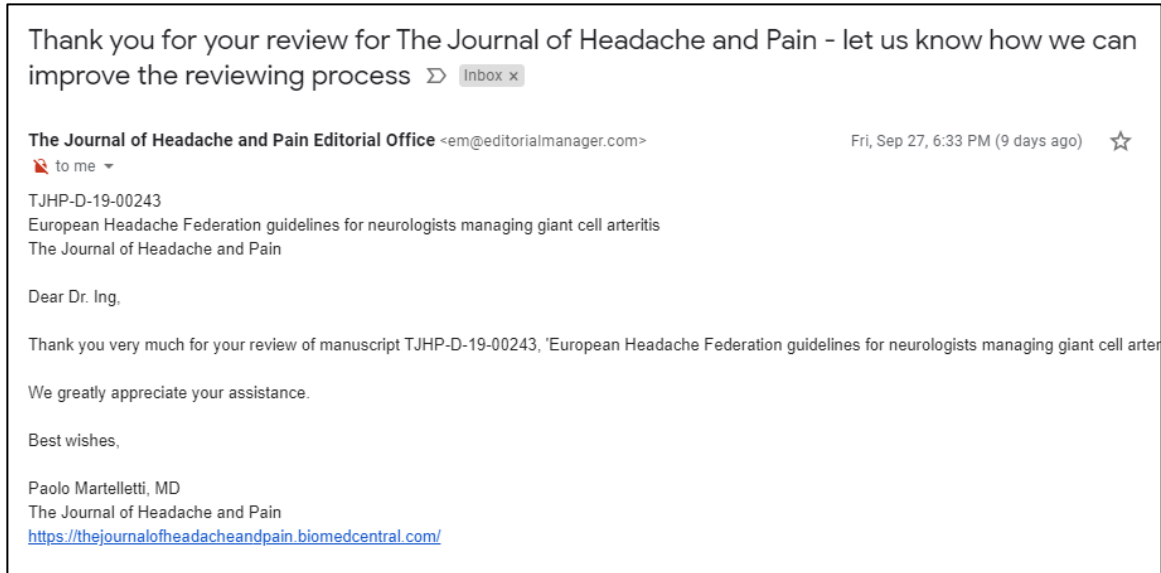 Thank you for your review for The Journal of Headache and Pain - let us know how we can
improve the reviewing process Inbox x
The Journal of Headache and Pain Editorial Office <em@editorialmanager.com> Fri, Sep 27, 6:33 PM (9 days ago)
to me
TJHP-D-19-00243
European Headache Federation guidelines for neurologists managing giant cell arteritis
The Journal of Headache and Pain
Dear Dr. Ing,
Thank you very much for your review of manuscript TJHP-D-19-00243, 'European Headache Federation guidelines for neurologists managing giant cell arter
We greatly appreciate your assistance.
Best wishes,
Paolo Martelletti, MD
The Journal of Headache and Pain
https://thejournalofheadacheandpain.biomedcentral.com/